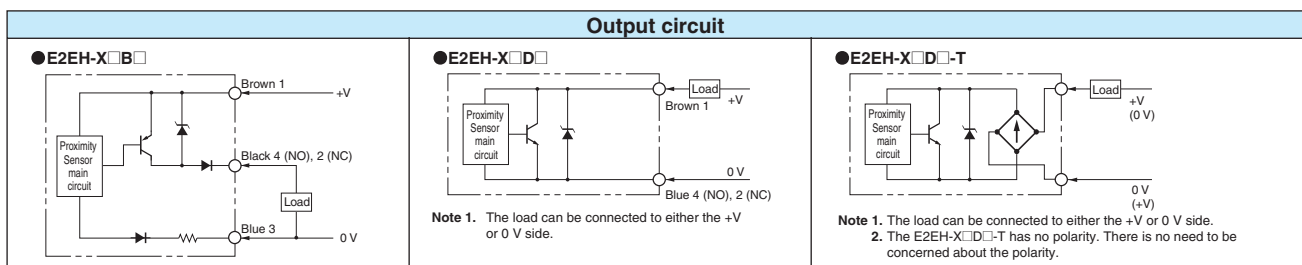 Output circuit
●E2EH-X□B□
Brown 1
+V
Proximity
Sensor
main
circuit
Black 4 (NO), 2 (NC)
Load
Blue 3
0 V
●E2EH-X□D□
Load
Brown 1
+V
Proximity
Sensor
main
circuit
0 V
Blue 4 (NO), 2 (NC)
Note 1. The load can be connected to either the +V
or 0 V side.
●E2EH-X□D□-T
Load
+V
(0 V)
Proximity
Sensor
main
circuit
0 V
(+V)
Note 1. The load can be connected to either the +V or 0 V side.
2. The E2EH-X□D□-T has no polarity. There is no need to be
concerned about the polarity.